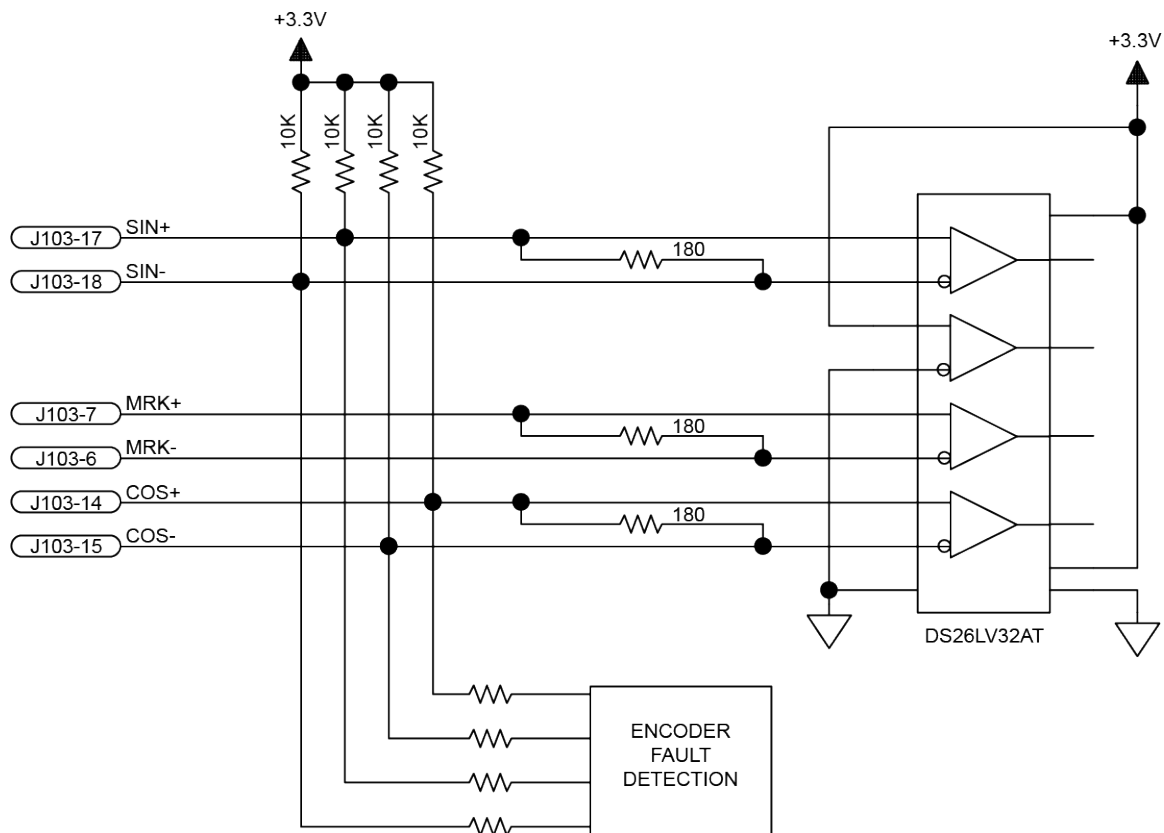 +3.3V
+3.3V
10K
10K
10K
10K
J103-17
SIN+
180
J103-18
SIN-
J103-7
MRK+
180
J103-6
MRK-
J103-14
COS+
180
J103-15
COS-
DS26LV32AT
ENCODER
FAULT
DETECTION